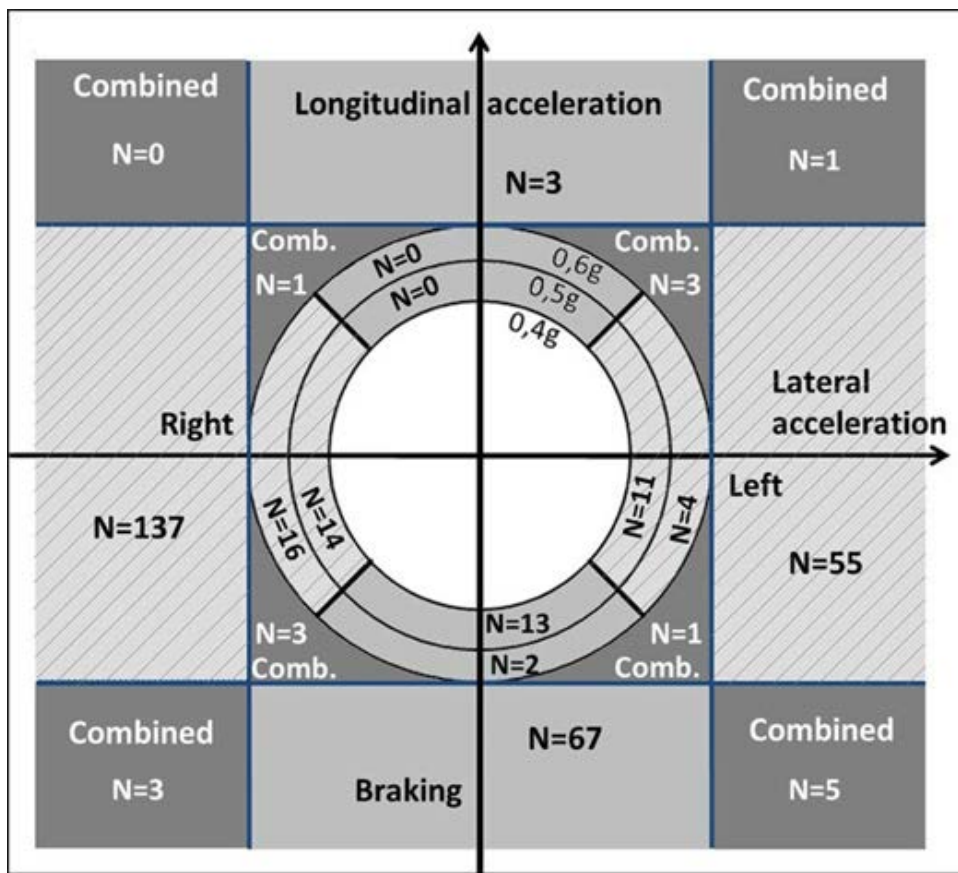 Combined
N=0
Longitudinal acceleration
N=3
Combined
N=1
Comb.
N=1
N=0
N=0
0,6g
0,5g
0,4g
Comb.
N=3
Right
Lateral
acceleration
Left
N=137
N=16
N=14
N=11
N=4
N=55
N=3
Comb.
N=13
N=2
N=1
Comb.
Combined
N=3
Braking
N=67
Combined
N=5